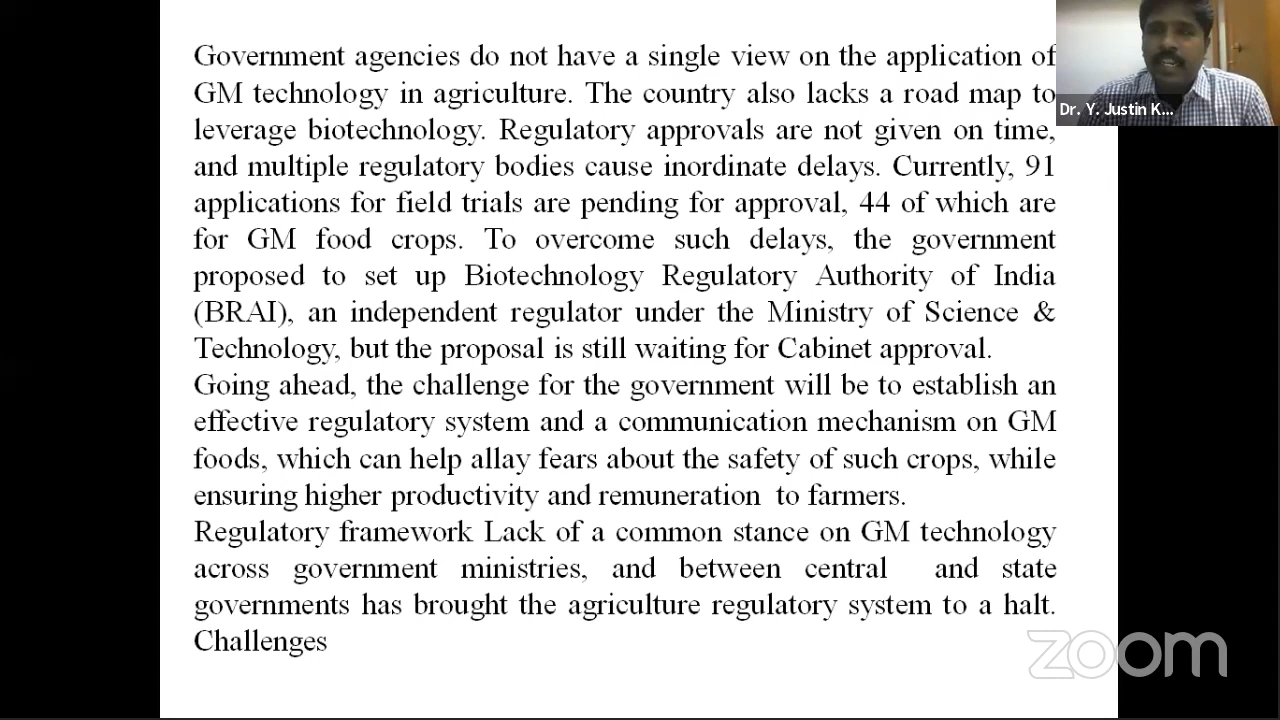 Government agencies do not have a single view on the application of
GM technology in agriculture. The country also lacks a road map to
leverage biotechnology. Regulatory approvals are not given on time,
and multiple regulatory bodies cause inordinate delays. Currently, 91
applications for field trials are pending for approval, 44 of which are
for GM food crops. To overcome such delays, the government
proposed to set up Biotechnology Regulatory Authority of India
(BRAI), an independent regulator under the Ministry of Science &
Technology, but the proposal is still waiting for Cabinet approval.
Going ahead, the challenge for the government will be to establish an
effective regulatory system and a communication mechanism on GM
foods, which can help allay fears about the safety of such crops, while
ensuring higher productivity and remuneration to farmers.
Regulatory framework Lack of a common stance on GM technology
across government ministries, and between central and state
governments has brought the agriculture regulatory system to a halt.
Challenges
Dr. Y. Justin K...
zoom